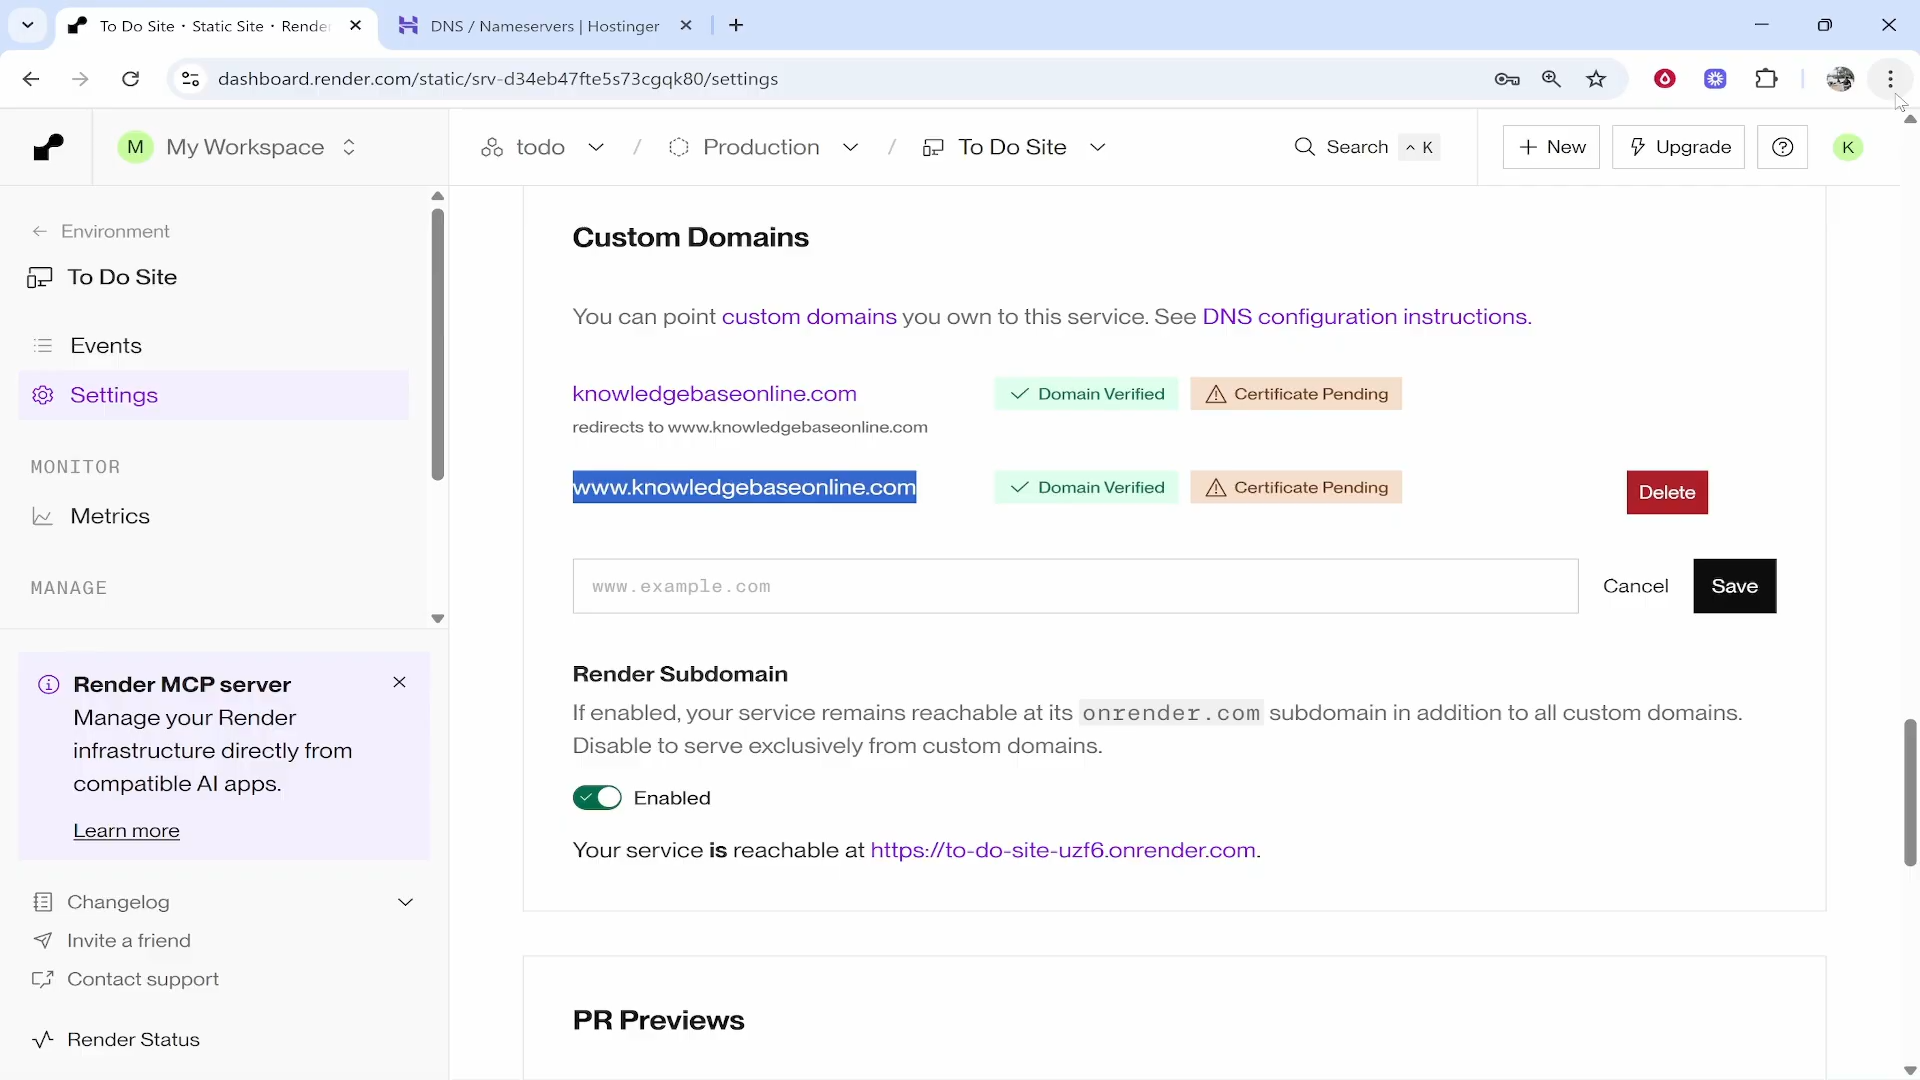 To Do Site · Static Site · Rende
DNS / Nameservers | Hostinger
dashboard.render.com/static/srv-d34eb47fte5s73cgqk80/settings
M My Workspace
todo / Production / To Do Site
Search ^ K
+ New
Upgrade
K
Environment
To Do Site
Events
Settings
MONITOR
Metrics
MANAGE
Render MCP server
Manage your Render
infrastructure directly from
compatible AI apps.
Learn more
Changelog
Invite a friend
Contact support
Render Status
Custom Domains
You can point custom domains you own to this service. See DNS configuration instructions.
knowledgebaseonline.com Domain Verified Certificate Pending
redirects to www.knowledgebaseonline.com
www.knowledgebaseonline.com Domain Verified Certificate Pending Delete
www.example.com Cancel Save
Render Subdomain
If enabled, your service remains reachable at its onrender.com subdomain in addition to all custom domains.
Disable to serve exclusively from custom domains.
Enabled
Your service is reachable at https://to-do-site-uzf6.onrender.com.
PR Previews